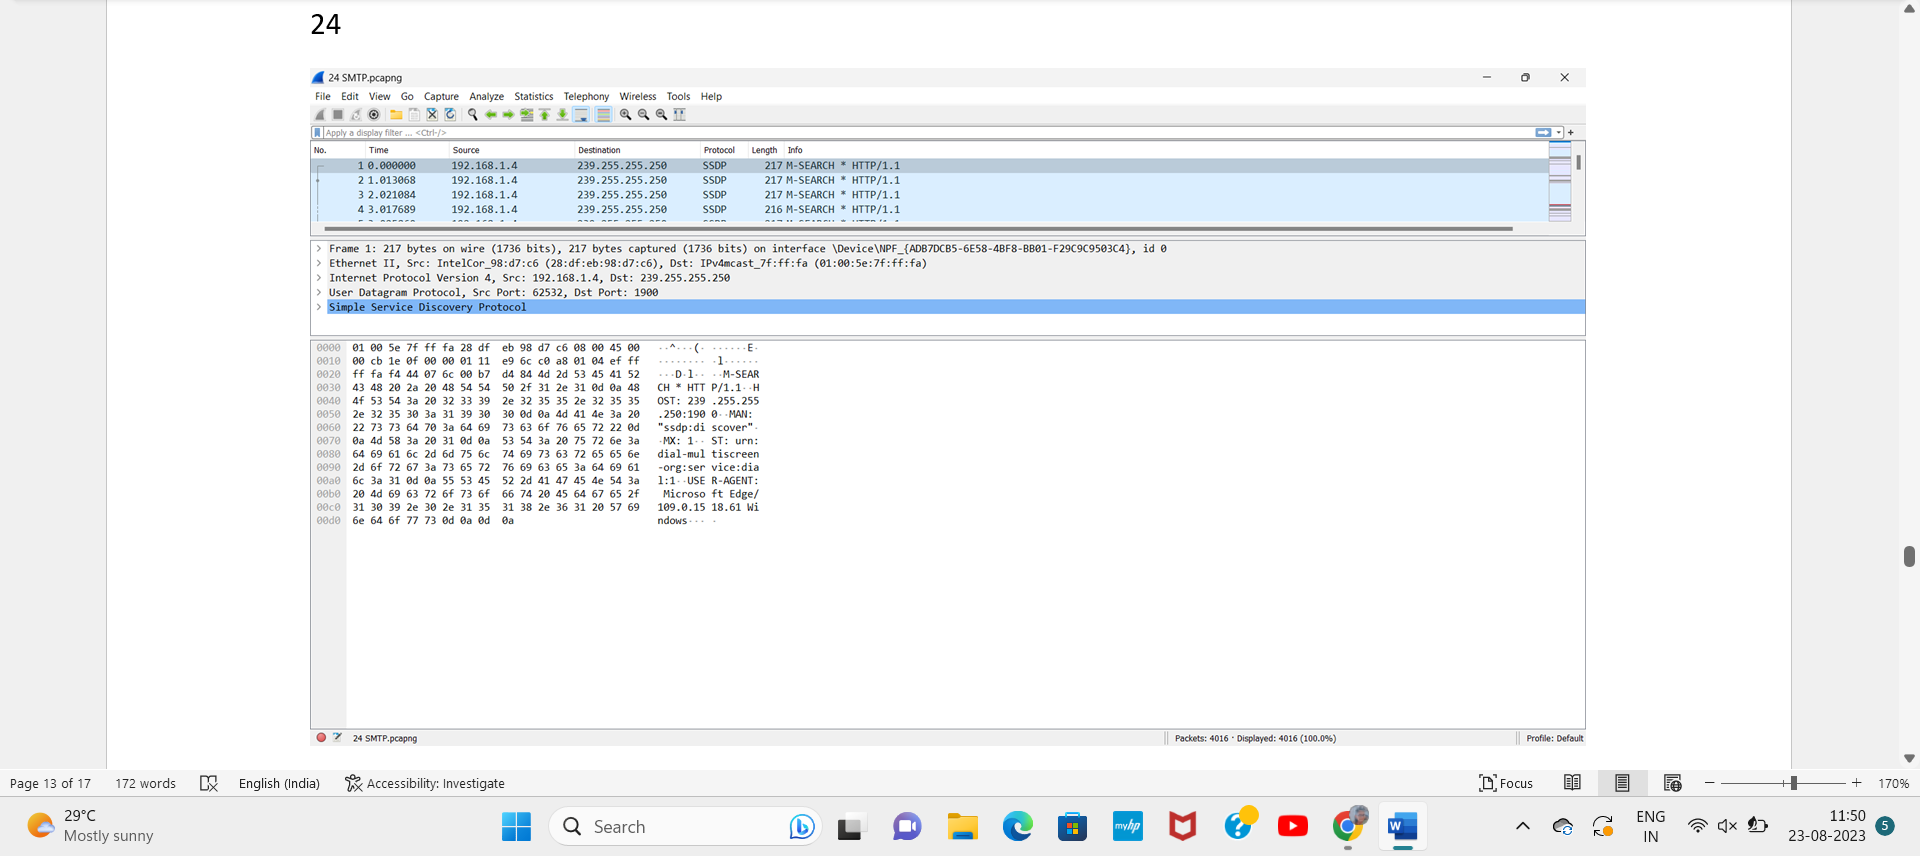 24
24 SMTP.pcapng
File Edit View Go Capture Analyze Statistics Telephony Wireless Tools Help
Apply a display filter ... <Ctrl-/>
No. Time Source Destination Protocol Length Info
1 0.000000 192.168.1.4 239.255.255.250 SSDP 217 M-SEARCH * HTTP/1.1
2 1.013068 192.168.1.4 239.255.255.250 SSDP 217 M-SEARCH * HTTP/1.1
3 2.021084 192.168.1.4 239.255.255.250 SSDP 217 M-SEARCH * HTTP/1.1
4 3.017689 192.168.1.4 239.255.255.250 SSDP 216 M-SEARCH * HTTP/1.1
Frame 1: 217 bytes on wire (1736 bits), 217 bytes captured (1736 bits) on interface \Device\NPF_{ADB7DCB5-6E58-4BF8-BB01-F29C9C9503C4}, id 0
Ethernet II, Src: IntelCor_98:d7:c6 (28:df:eb:98:d7:c6), Dst: IPv4mcast_7f:ff:fa (01:00:5e:7f:ff:fa)
Internet Protocol Version 4, Src: 192.168.1.4, Dst: 239.255.255.250
User Datagram Protocol, Src Port: 62532, Dst Port: 1900
Simple Service Discovery Protocol
0000 01 00 5e 7f ff fa 28 df eb 98 d7 c6 08 00 45 00 ··^···(· ······E·
0010 00 cb 1e 0f 00 00 01 11 e9 6c c0 a8 01 04 ef ff ········ ·l······
0020 ff fa f4 44 07 6c 00 b7 d4 84 4d 2d 53 45 41 52 ···D·l·· ··M-SEAR
0030 43 48 20 2a 20 48 54 54 50 2f 31 2e 31 0d 0a 48 CH * HTT P/1.1··H
0040 4f 53 54 3a 20 32 33 39 2e 32 35 35 2e 32 35 35 OST: 239 .255.255
0050 2e 32 35 30 3a 31 39 30 30 0d 0a 4d 41 4e 3a 20 .250:190 0··MAN:
0060 22 73 73 64 70 3a 64 69 73 63 6f 76 65 72 22 0d "ssdp:di scover"·
0070 0a 4d 58 3a 20 31 0d 0a 53 54 3a 20 75 72 6e 3a ·MX: 1·· ST: urn:
0080 64 69 61 6c 2d 6d 75 6c 74 69 73 63 72 65 65 6e dial-mul tiscreen
0090 2d 6f 72 67 3a 73 65 72 76 69 63 65 3a 64 69 61 -org:ser vice:dia
00a0 6c 3a 31 0d 0a 55 53 45 52 2d 41 47 45 4e 54 3a l:1··USE R-AGENT:
00b0 20 4d 69 63 72 6f 73 6f 66 74 20 45 64 67 65 2f Microso ft Edge/
00c0 31 30 39 2e 30 2e 31 35 31 38 2e 36 31 20 57 69 109.0.15 18.61 Wi
00d0 6e 64 6f 77 73 0d 0a 0d 0a ndows··· ·
24 SMTP.pcapng Packets: 4016 · Displayed: 4016 (100.0%) Profile: Default
Page 13 of 17 172 words English (India) Accessibility: Investigate Focus 170%
29°C
Mostly sunny
Search
myhp
ENG
IN
11:50
23-08-2023
5